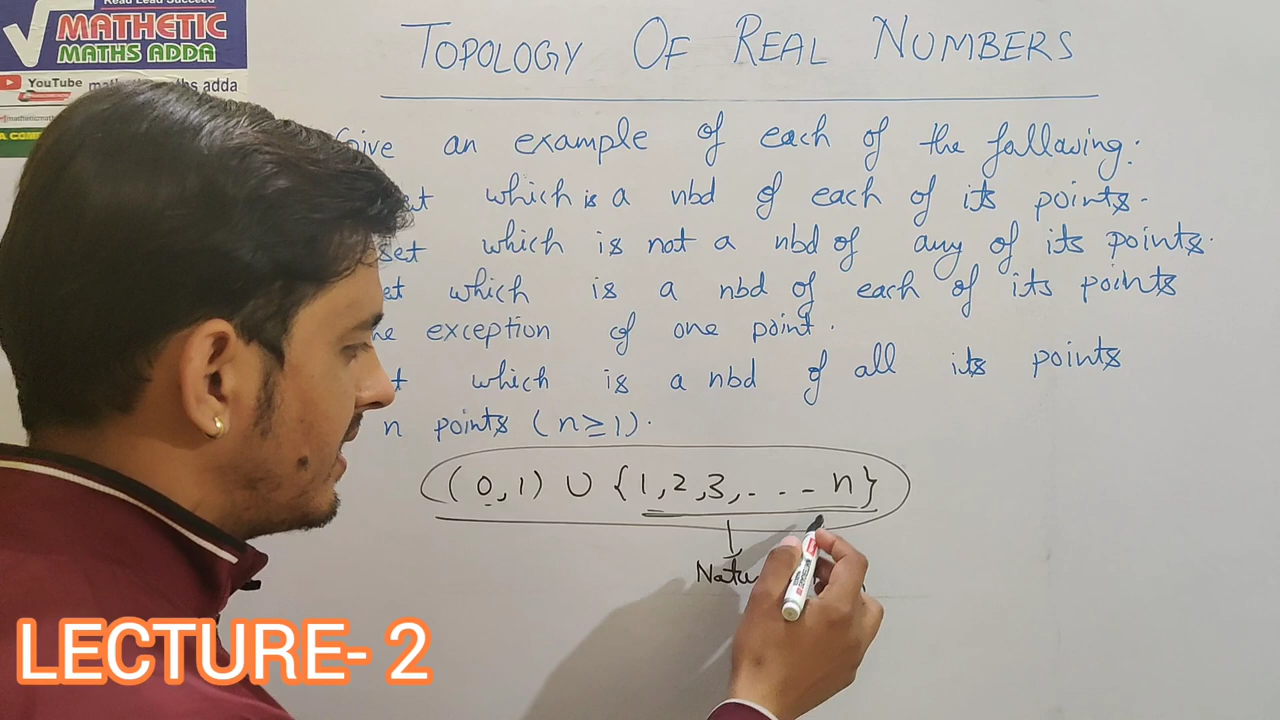 Read Lead Succeed
MATHETIC
MATHS ADDA
YouTube maths adda
TOPOLOGY OF REAL NUMBERS
Give an example of each of the following:
which is a nbd of each of its points.
set which is not a nbd of any of its points.
which is a nbd of each of its points
exception of one point.
which is a nbd of all its points
n points (n≥1).
(0,1) ∪ {1,2,3,... n}
LECTURE- 2